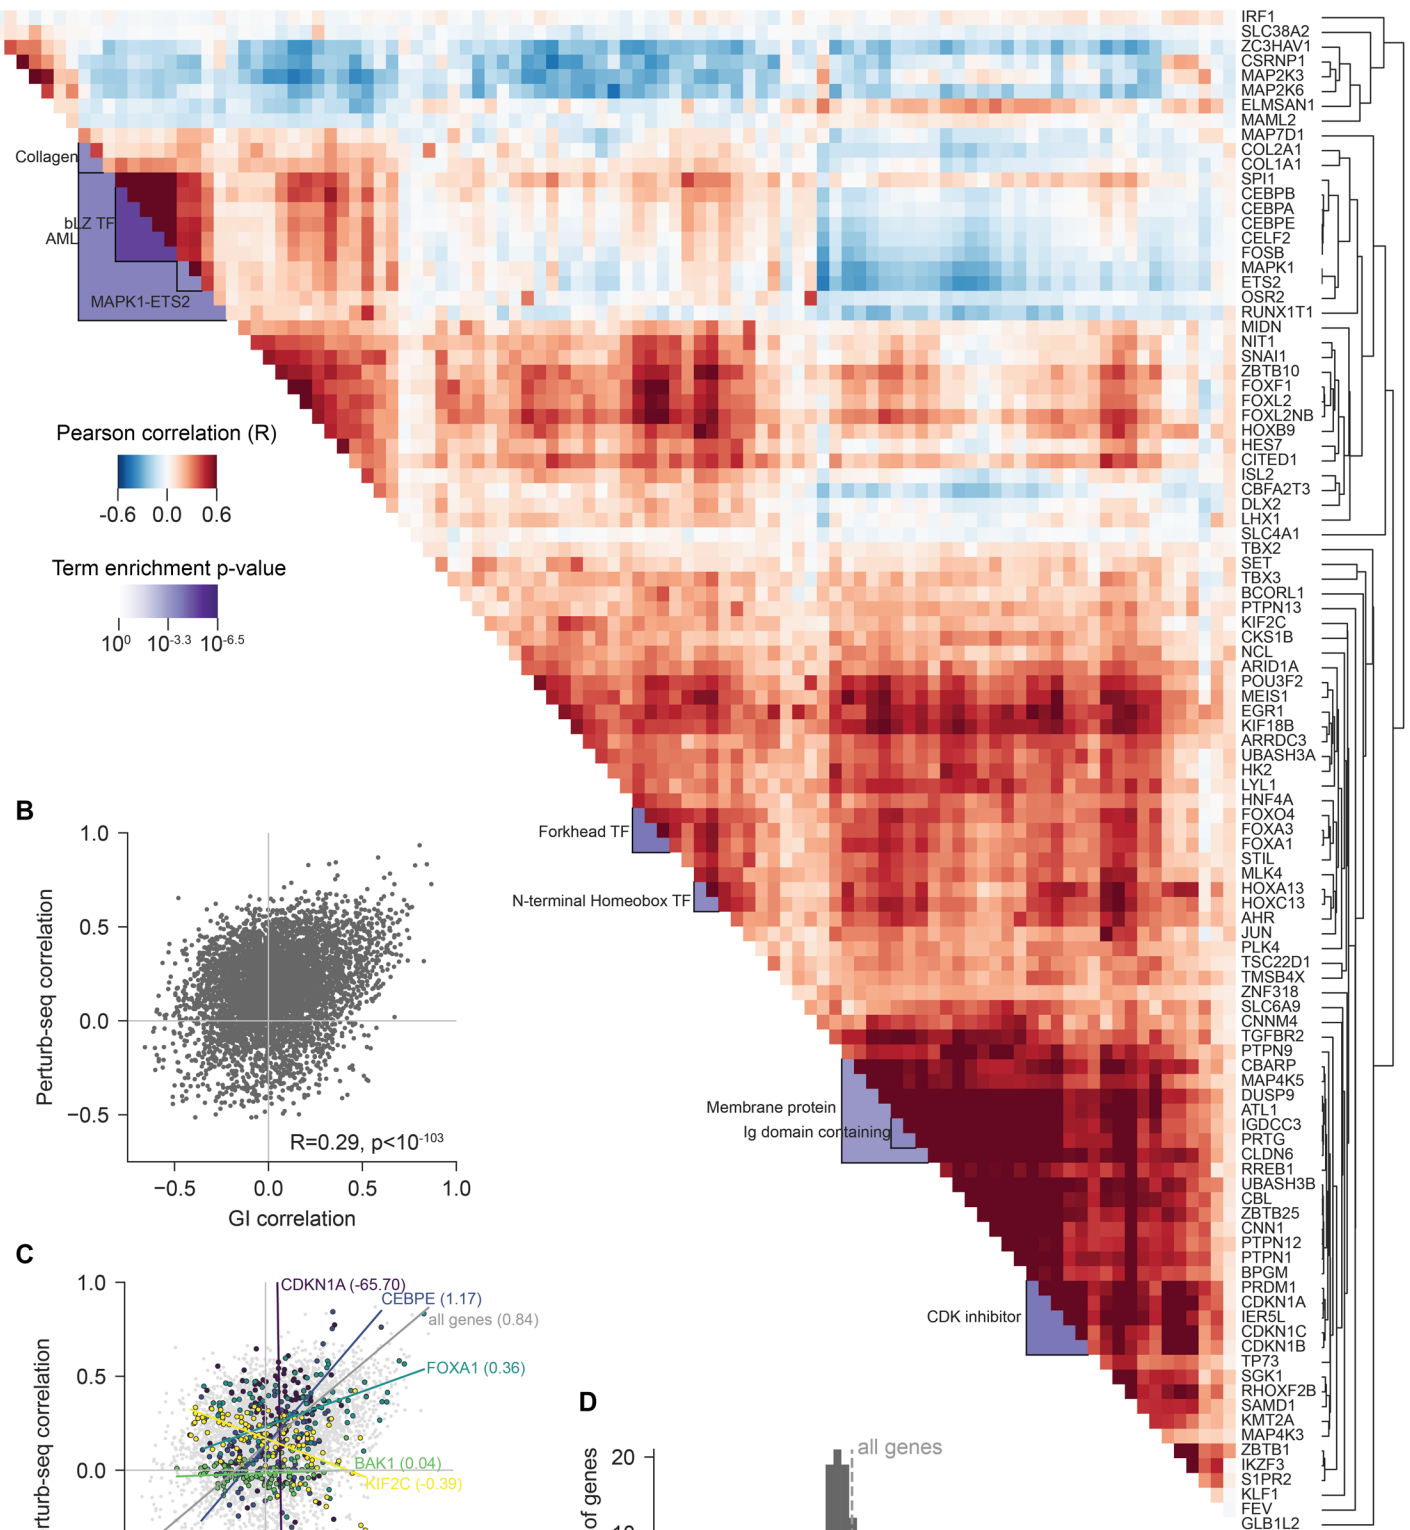 IRF1
SLC38A2
ZC3HAV1
CSRNP1
MAP2K3
MAP2K6
ELMSAN1
MAML2
MAP7D1
COL2A1
COL1A1
SPI1
CEBPB
CEBPA
CEBPE
CELF2
FOSB
MAPK1
ETS2
OSR2
RUNX1T1
MIDN
NIT1
SNAI1
ZBTB10
FOXF1
FOXL2
FOXL2NB
HOXB9
HES7
CITED1
ISL2
CBFA2T3
DLX2
LHX1
SLC4A1
TBX2
SET
TBX3
BCORL1
PTPN13
KIF2C
CKS1B
NCL
ARID1A
POU3F2
MEIS1
EGR1
KIF18B
ARRDC3
UBASH3A
HK2
LYL1
HNF4A
FOXO4
FOXA3
FOXA1
STIL
MLK4
HOXA13
HOXC13
AHR
JUN
PLK4
TSC22D1
TMSB4X
ZNF318
SLC6A9
CNNM4
TGFBR2
PTPN9
CBARP
MAP4K5
DUSP9
ATL1
IGDCC3
PRTG
CLDN6
RREB1
UBASH3B
CBL
ZBTB25
CNN1
PTPN12
PTPN1
BPGM
PRDM1
CDKN1A
IER5L
CDKN1C
CDKN1B
TP73
SGK1
RHOXF2B
SAMD1
KMT2A
MAP4K3
ZBTB1
IKZF3
S1PR2
KLF1
FEV
GLB1L2
Collagen
bLZ TF
AML
MAPK1-ETS2
Forkhead TF
N-terminal Homeobox TF
Membrane protein
Ig domain containing
CDK inhibitor
Pearson correlation (R)
-0.6 0.0 0.6
Term enrichment p-value
10^0 10^-3.3 10^-6.5
B
1.0
0.5
0.0
−0.5
Perturb-seq correlation
R=0.29, p<10^-103
−0.5 0.0 0.5 1.0
GI correlation
C
1.0
0.5
0.0
CDKN1A (-65.70)
CEBPE (1.17)
all genes (0.84)
FOXA1 (0.36)
BAK1 (0.04)
KIF2C (-0.39)
D
20
all genes
of genes